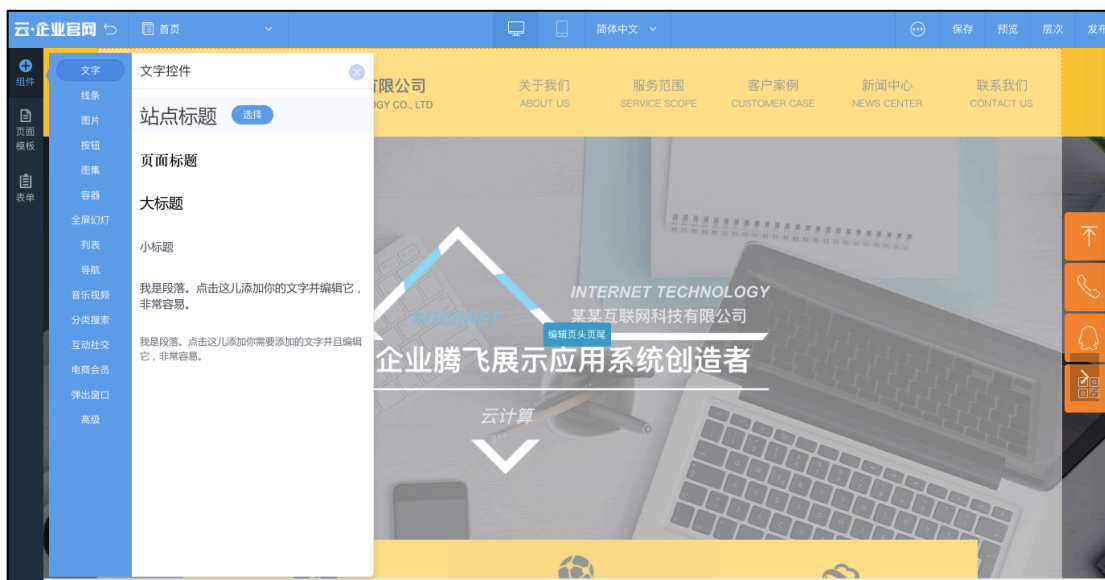 云·企业官网
首页
简体中文
保存
预览
层次
发布
组件
页面
模板
表单
文字
线条
图片
按钮
图集
容器
全屏幻灯
列表
导航
音乐视频
分类搜索
互动社交
电商会员
弹出窗口
高级
文字控件
站点标题
选择
页面标题
大标题
小标题
我是段落。点击这儿添加你的文字并编辑它，
非常容易。
我是段落。点击这儿添加你需要添加的文字并且编辑
它，非常容易。
有限公司
GY CO., LTD
关于我们
ABOUT US
服务范围
SERVICE SCOPE
客户案例
CUSTOMER CASE
新闻中心
NEWS CENTER
联系我们
CONTACT US
INTERNET TECHNOLOGY
INTERNET
某某互联网科技有限公司
编辑页头页尾
企业腾飞展示应用系统创造者
云计算